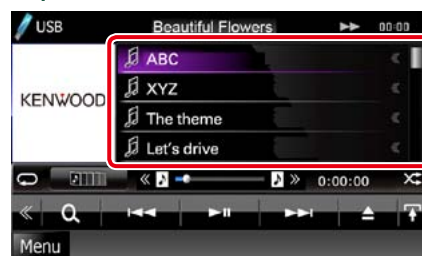 USB Beautiful Flowers 00:00
ABC
KENWOOD
XYZ
The theme
Let's drive
0:00:00
Menu